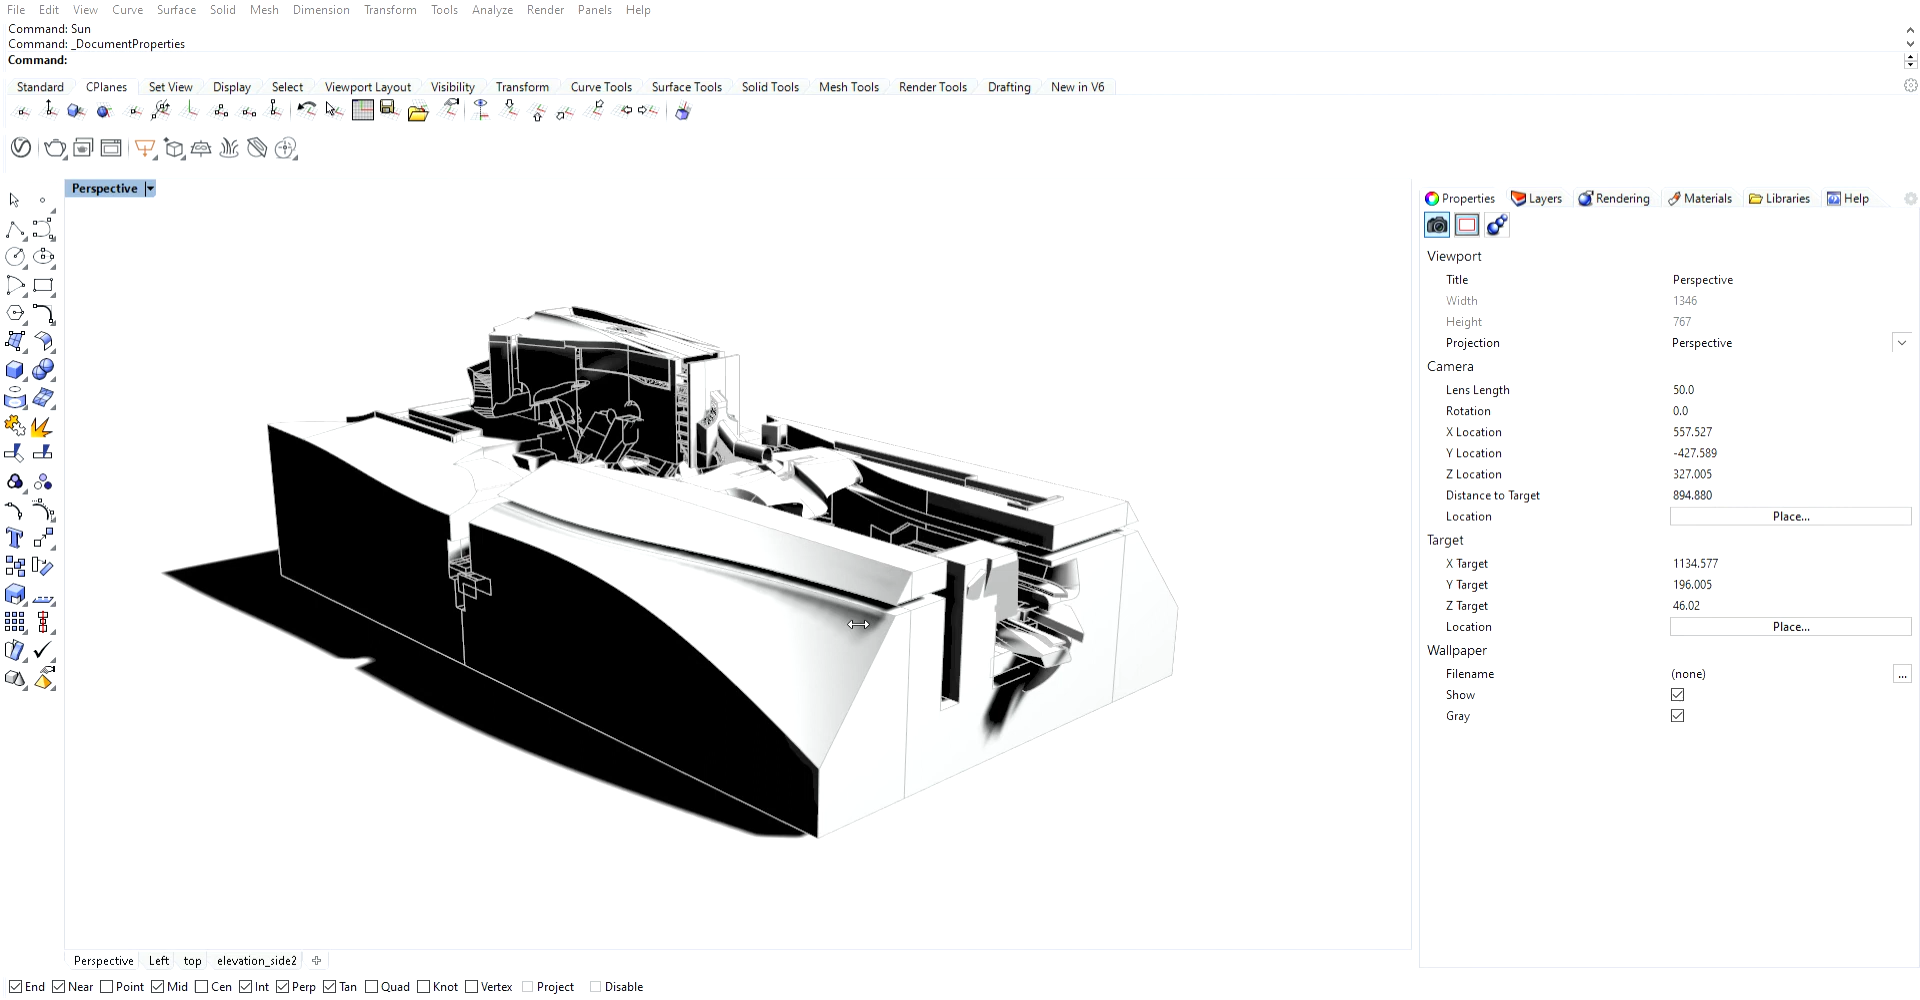 File Edit View Curve Surface Solid Mesh Dimension Transform Tools Analyze Render Panels Help
Command: Sun
Command: _DocumentProperties
Command:
Standard CPlanes Set View Display Select Viewport Layout Visibility Transform Curve Tools Surface Tools Solid Tools Mesh Tools Render Tools Drafting New in V6
Perspective
Properties Layers Rendering Materials Libraries Help
Viewport
Title Perspective
Width 1346
Height 767
Projection Perspective
Camera
Lens Length 50.0
Rotation 0.0
X Location 557.527
Y Location -427.589
Z Location 327.005
Distance to Target 894.880
Location Place...
Target
X Target 1134.577
Y Target 196.005
Z Target 46.02
Location Place...
Wallpaper
Filename (none) ...
Show
Gray
Perspective Left top elevation_side2
End Near Point Mid Cen Int Perp Tan Quad Knot Vertex Project Disable